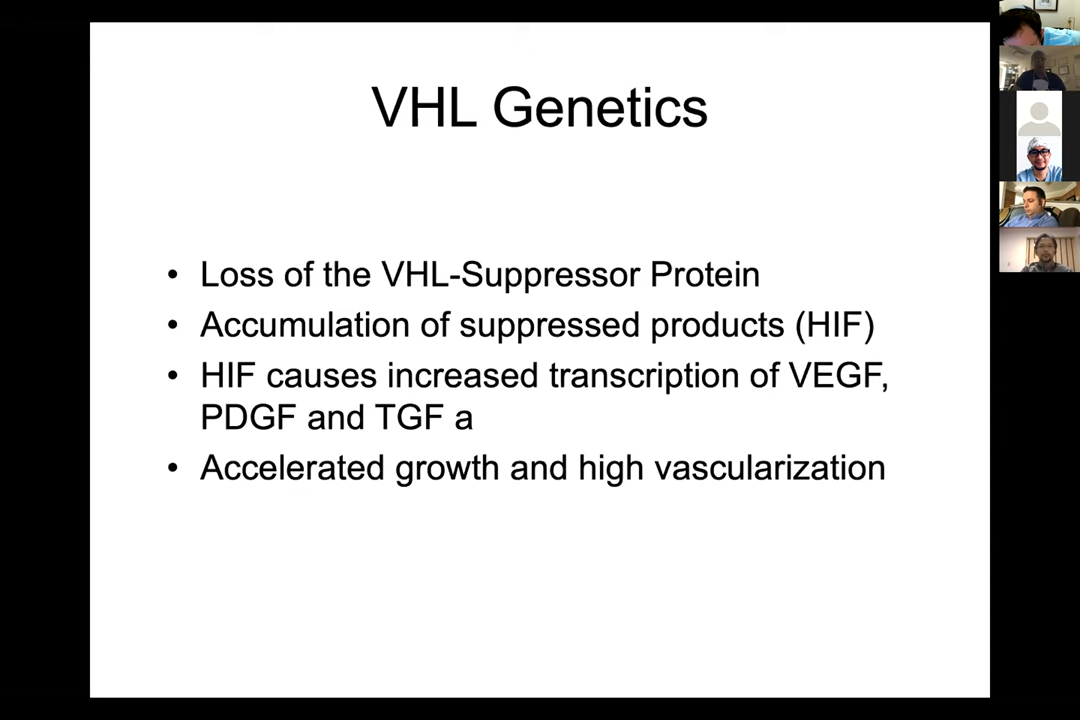 VHL Genetics
• Loss of the VHL-Suppressor Protein
• Accumulation of suppressed products (HIF)
• HIF causes increased transcription of VEGF,
PDGF and TGF a
• Accelerated growth and high vascularization